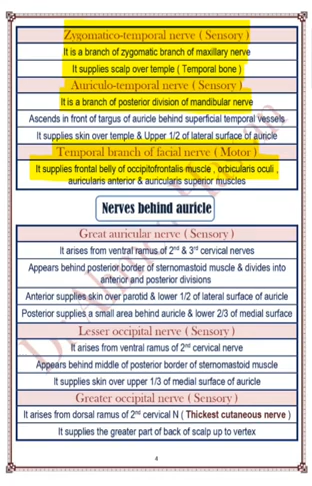 Zygomatico-temporal nerve ( Sensory )
It is a branch of zygomatic branch of maxillary nerve
It supplies scalp over temple ( Temporal bone )
Auriculo-temporal nerve ( Sensory )
It is a branch of posterior division of mandibular nerve
Ascends in front of targus of auricle behind superficial temporal vessels
It supplies skin over temple & Upper 1/2 of lateral surface of auricle
Temporal branch of facial nerve ( Motor )
It supplies frontal belly of occipitofrontalis muscle , orbicularis oculi ,
auricularis anterior & auricularis superior muscles
Nerves behind auricle
Great auricular nerve ( Sensory )
It arises from ventral ramus of 2nd & 3rd cervical nerves
Appears behind posterior border of sternomastoid muscle & divides into
anterior and posterior divisions
Anterior supplies skin over parotid & lower 1/2 of lateral surface of auricle
Posterior supplies a small area behind auricle & lower 2/3 of medial surface
Lesser occipital nerve ( Sensory )
It arises from ventral ramus of 2nd cervical nerve
Appears behind middle of posterior border of sternomastoid muscle
It supplies skin over upper 1/3 of medial surface of auricle
Greater occipital nerve ( Sensory )
It arises from dorsal ramus of 2nd cervical N ( Thickest cutaneous nerve )
It supplies the greater part of back of scalp up to vertex
4